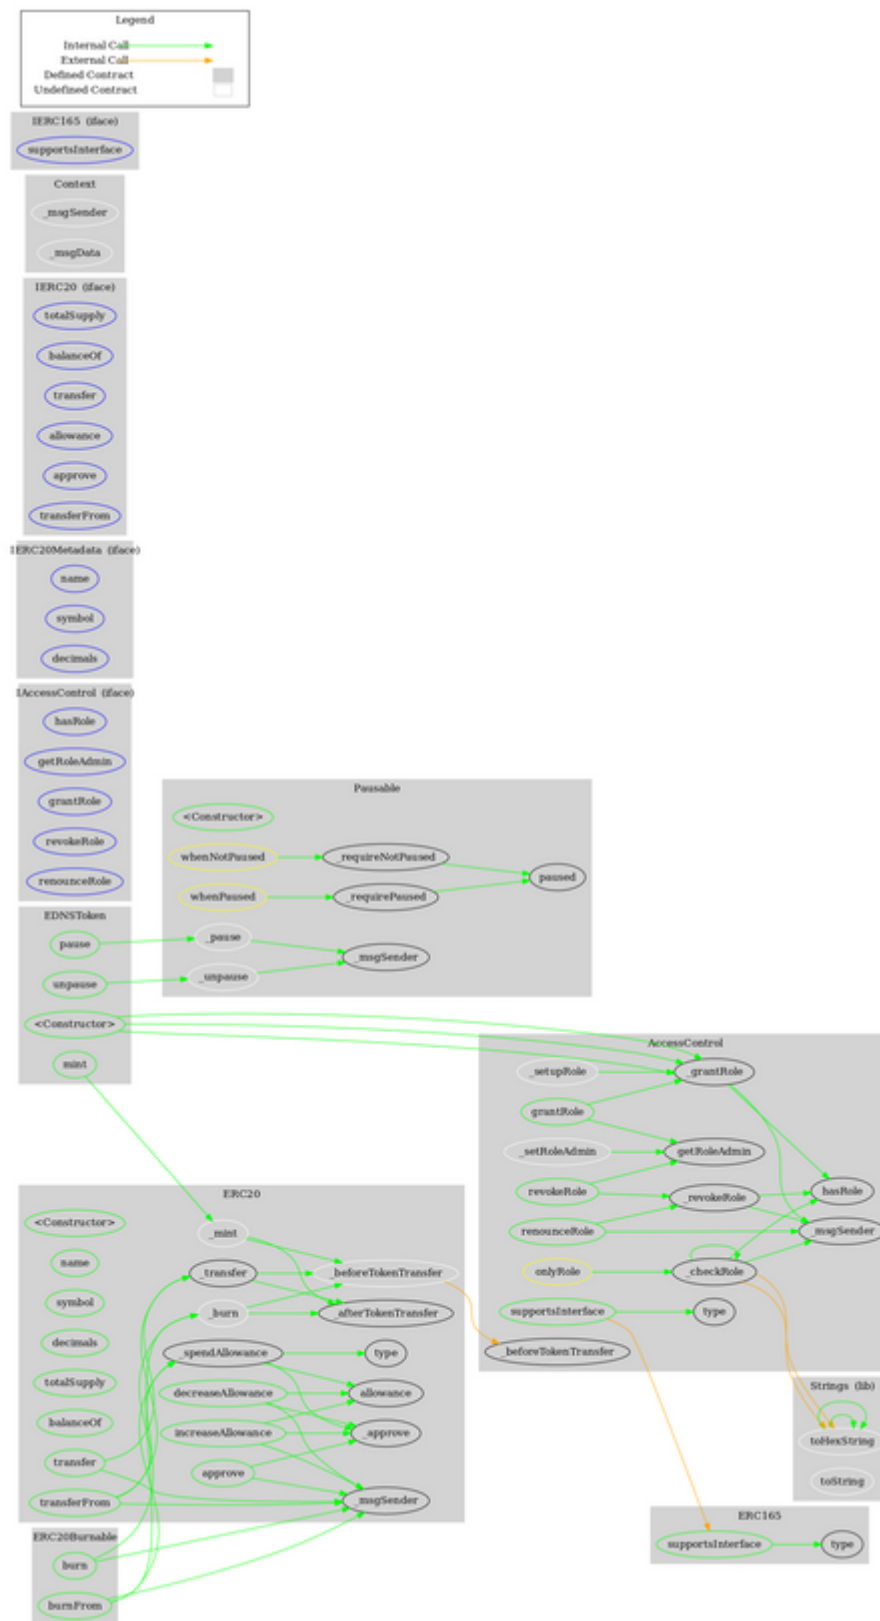 Legend
Internal Call
External Call
Defined Contract
Undefined Contract
IERC165 (iface)
supportsInterface
Context
_msgSender
_msgData
IERC20 (iface)
totalSupply
balanceOf
transfer
allowance
approve
transferFrom
IERC20Metadata (iface)
name
symbol
decimals
IAccessControl (iface)
hasRole
getRoleAdmin
grantRole
revokeRole
renounceRole
Pausable
<Constructor>
whenNotPaused
_requireNotPaused
paused
whenPaused
_requirePaused
_pause
_msgSender
_unpause
EDNSToken
pause
unpause
<Constructor>
mint
AccessControl
_setupRole
_grantRole
grantRole
_setRoleAdmin
getRoleAdmin
revokeRole
_revokeRole
hasRole
renounceRole
_msgSender
onlyRole
_checkRole
supportsInterface
type
ERC20
<Constructor>
_mint
name
_transfer
_beforeTokenTransfer
symbol
_burn
_afterTokenTransfer
decimals
_spendAllowance
type
totalSupply
decreaseAllowance
allowance
balanceOf
increaseAllowance
_approve
transfer
approve
transferFrom
_msgSender
_beforeTokenTransfer
Strings (lib)
toHexString
toString
ERC165
supportsInterface
type
ERC20Burnable
burn
burnFrom